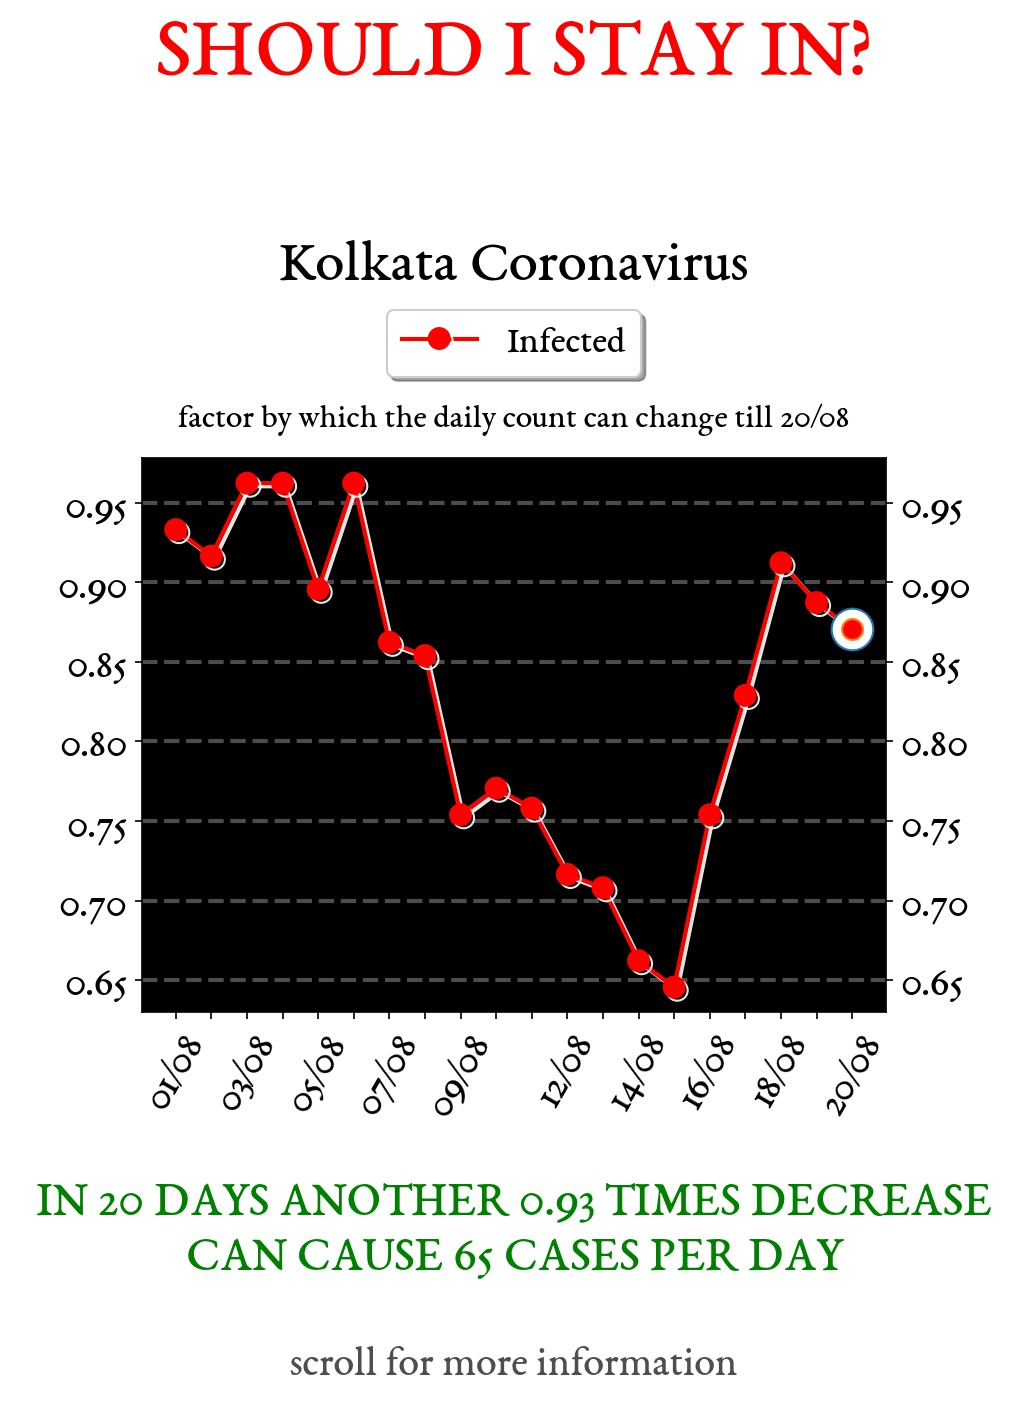 SHOULD I STAY IN?
Kolkata Coronavirus
Infected
factor by which the daily count can change till 20/08
0.95 0.95
0.90 0.90
0.85 0.85
0.80 0.80
0.75 0.75
0.70 0.70
0.65 0.65
01/08 03/08 05/08 07/08 09/08 12/08 14/08 16/08 18/08 20/08
IN 20 DAYS ANOTHER 0.93 TIMES DECREASE
CAN CAUSE 65 CASES PER DAY
scroll for more information